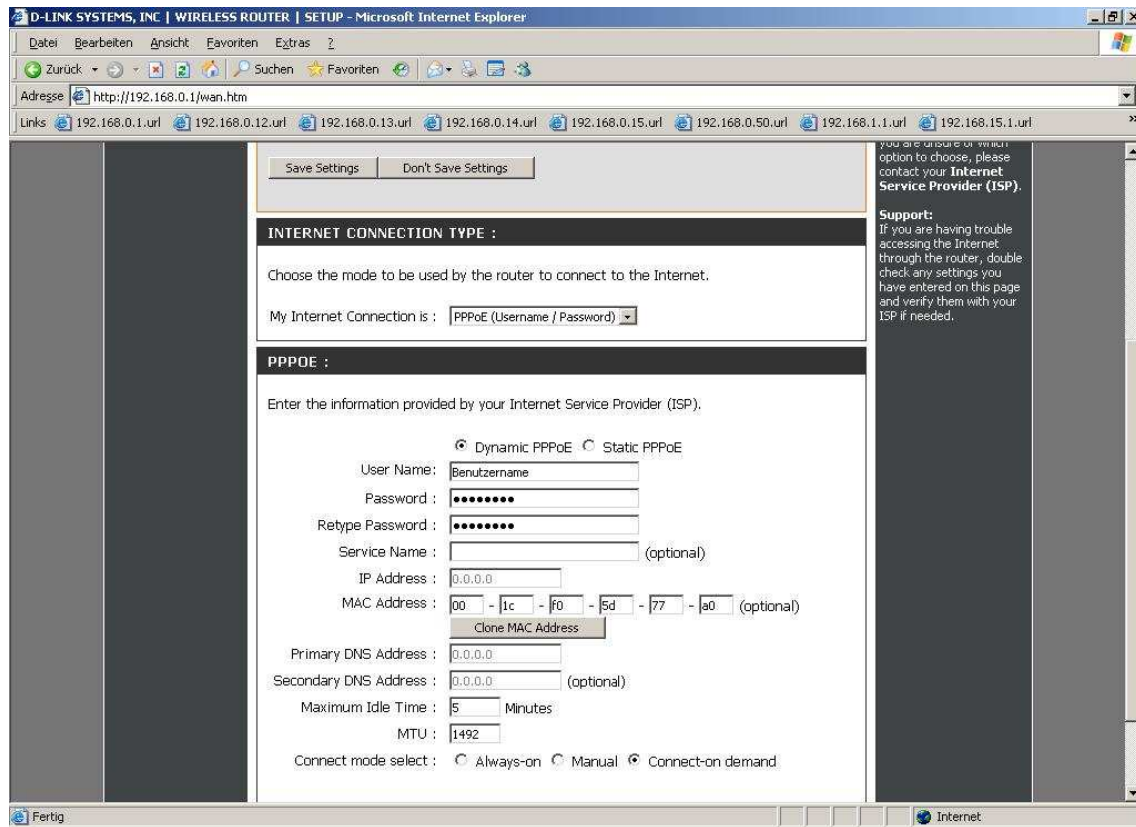 D-LINK SYSTEMS, INC | WIRELESS ROUTER | SETUP - Microsoft Internet Explorer
Datei Bearbeiten Ansicht Favoriten Extras ?
Zurück Suchen Favoriten
Adresse http://192.168.0.1/wan.htm
Links 192.168.0.1.url 192.168.0.12.url 192.168.0.13.url 192.168.0.14.url 192.168.0.15.url 192.168.0.50.url 192.168.1.1.url 192.168.15.1.url »
Save Settings Don't Save Settings
INTERNET CONNECTION TYPE :
Choose the mode to be used by the router to connect to the Internet.
My Internet Connection is : PPPoE (Username / Password)
PPPOE :
Enter the information provided by your Internet Service Provider (ISP).
Dynamic PPPoE Static PPPoE
User Name: Benutzername
Password : ••••••••
Retype Password : ••••••••
Service Name : (optional)
IP Address : 0.0.0.0
MAC Address : 00 - 1c - f0 - 5d - 77 - a0 (optional)
Clone MAC Address
Primary DNS Address : 0.0.0.0
Secondary DNS Address : 0.0.0.0 (optional)
Maximum Idle Time : 5 Minutes
MTU : 1492
Connect mode select : Always-on Manual Connect-on demand
you are unsure of which
option to choose, please
contact your Internet
Service Provider (ISP).
Support:
If you are having trouble
accessing the Internet
through the router, double
check any settings you
have entered on this page
and verify them with your
ISP if needed.
Fertig Internet